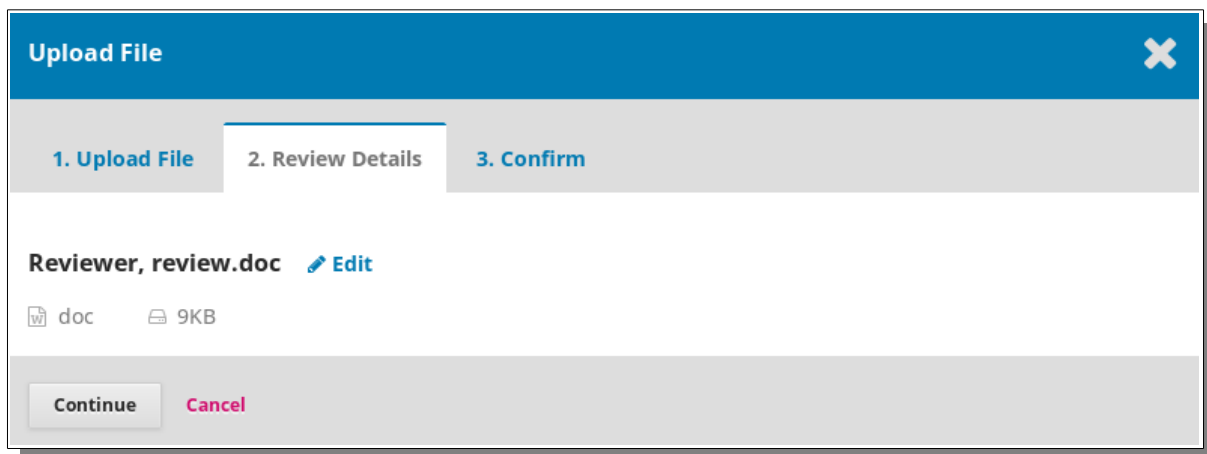 Upload File
1. Upload File 2. Review Details 3. Confirm
Reviewer, review.doc Edit
doc 9KB
Continue Cancel